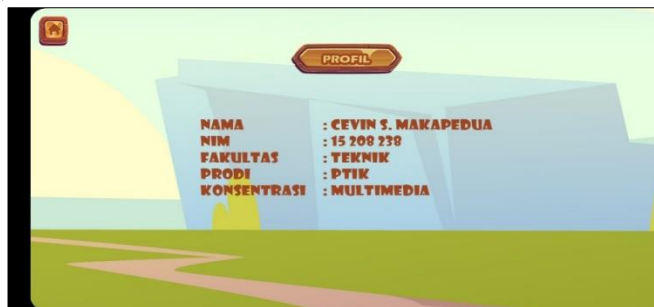 PROFIL
NAMA : CEVIN S. MAKAPEDUA
NIM : 15 208 238
FAKULTAS : TEKNIK
PRODI : PTIK
KONSENTRASI : MULTIMEDIA